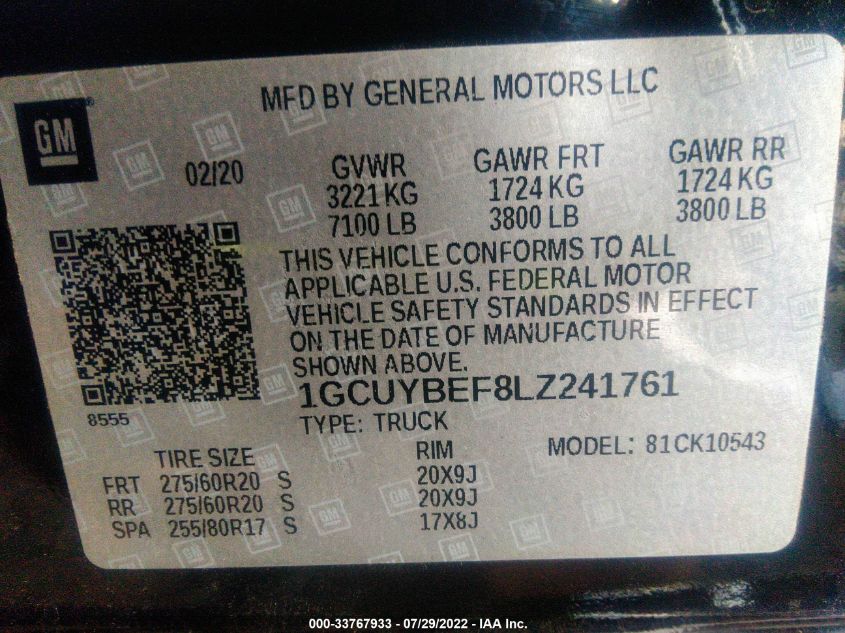 MFD BY GENERAL MOTORS LLC
GM
02/20 GVWR GAWR FRT GAWR RR
3221 KG 1724 KG 1724 KG
7100 LB 3800 LB 3800 LB
THIS VEHICLE CONFORMS TO ALL
APPLICABLE U.S. FEDERAL MOTOR
VEHICLE SAFETY STANDARDS IN EFFECT
ON THE DATE OF MANUFACTURE
SHOWN ABOVE.
1GCUYBEF8LZ241761
8555
TYPE: TRUCK
TIRE SIZE RIM MODEL: 81CK10543
FRT 275/60R20 S 20X9J
RR 275/60R20 S 20X9J
SPA 255/80R17 S 17X8J
000-33767933 - 07/29/2022 - IAA Inc.